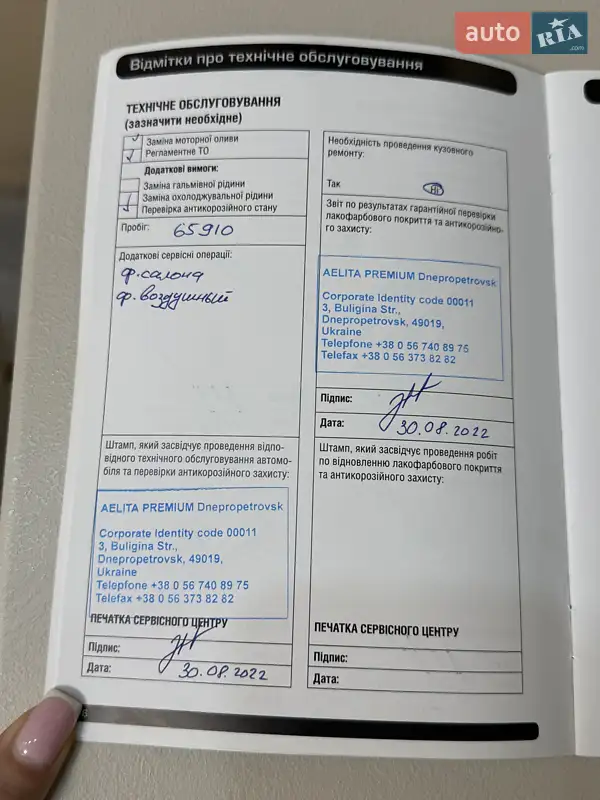 auto RIA .com
Відмітки про технічне обслуговування
ТЕХНІЧНЕ ОБСЛУГОВУВАННЯ
(зазначити необхідне)
Заміна моторної оливи
Регламентне ТО
Додаткові вимоги:
Заміна гальмівної рідини
Заміна охолоджувальної рідини
Перевірка антикорозійного стану
Пробіг: 65910
Додаткові сервісні операції:
ф.салона
ф.воздушный
Штамп, який засвідчує проведення відпо-
відного технічного обслуговування автомо-
біля та перевірки антикорозійного захисту:
AELITA PREMIUM Dnepropetrovsk
Corporate Identity code 00011
3, Buligina Str.,
Dnepropetrovsk, 49019,
Ukraine
Telepfone +38 0 56 740 89 75
Telefax +38 0 56 373 82 82
ПЕЧАТКА СЕРВІСНОГО ЦЕНТРУ
Підпис:
Дата: 30.08.2022
Необхідність проведення кузовного
ремонту:
Так Ні
Звіт по результатах гарантійної перевірки
лакофарбового покриття та антикорозійно-
го захисту:
AELITA PREMIUM Dnepropetrovsk
Corporate Identity code 00011
3, Buligina Str.,
Dnepropetrovsk, 49019,
Ukraine
Telepfone +38 0 56 740 89 75
Telefax +38 0 56 373 82 82
Підпис:
Дата: 30.08.2022
Штамп, який засвідчує проведення робіт
по відновленню лакофарбового покриття
та антикорозійного захисту:
ПЕЧАТКА СЕРВІСНОГО ЦЕНТРУ
Підпис:
Дата: